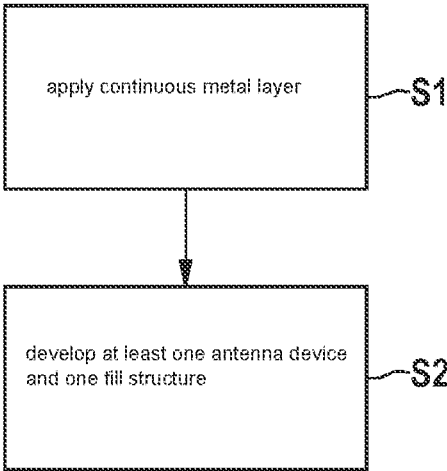 apply continuous metal layer
S1
develop at least one antenna device
and one fill structure
S2